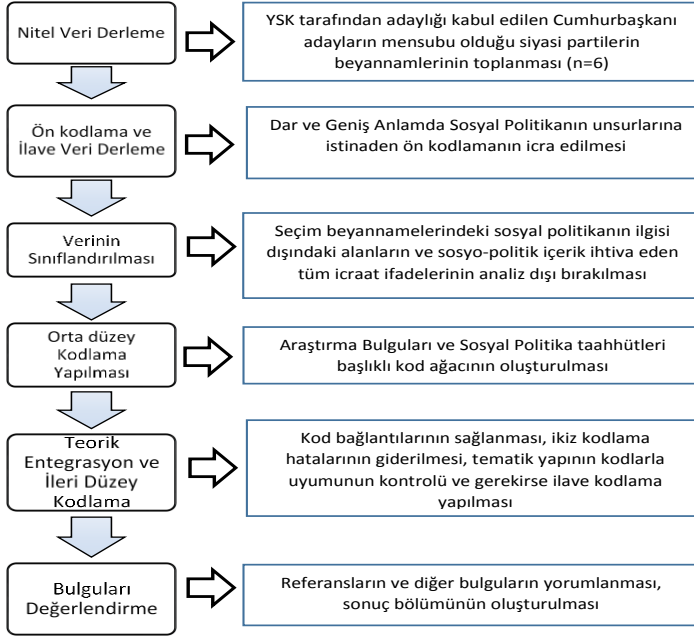 Nitel Veri Derleme
YSK tarafından adaylığı kabul edilen Cumhurbaşkanı
adayların mensubu olduğu siyasi partilerin
beyannamlerinin toplanması (n=6)
Ön kodlama ve
İlave Veri Derleme
Dar ve Geniş Anlamda Sosyal Politikanın unsurlarına
istinaden ön kodlamanın icra edilmesi
Verinin
Sınıflandırılması
Seçim beyannamelerindeki sosyal politikanın ilgisi
dışındaki alanların ve sosyo-politik içerik ihtiva eden
tüm icraat ifadelerinin analiz dışı bırakılması
Orta düzey
Kodlama
Yapılması
Araştırma Bulguları ve Sosyal Politika taahhütleri
başlıklı kod ağacının oluşturulması
Teorik
Entegrasyon ve
İleri Düzey
Kodlama
Kod bağlantılarının sağlanması, ikiz kodlama
hatalarının giderilmesi, tematik yapının kodlarla
uyumunun kontrolü ve gerekirse ilave kodlama
yapılması
Bulguları
Değerlendirme
Referansların ve diğer bulguların yorumlanması,
sonuç bölümünün oluşturulması